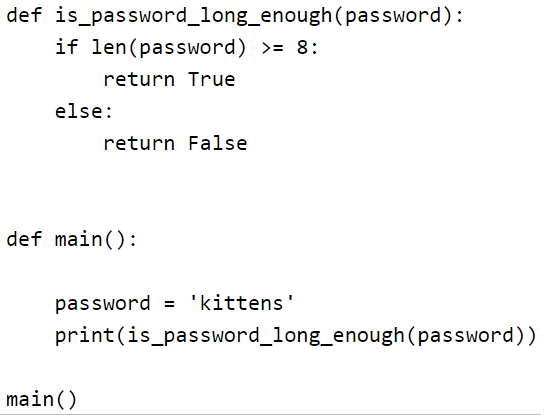 def is_password_long_enough(password):
    if len(password) >= 8:
        return True
    else:
        return False
def main():
    password = 'kittens'
    print(is_password_long_enough(password))
main()